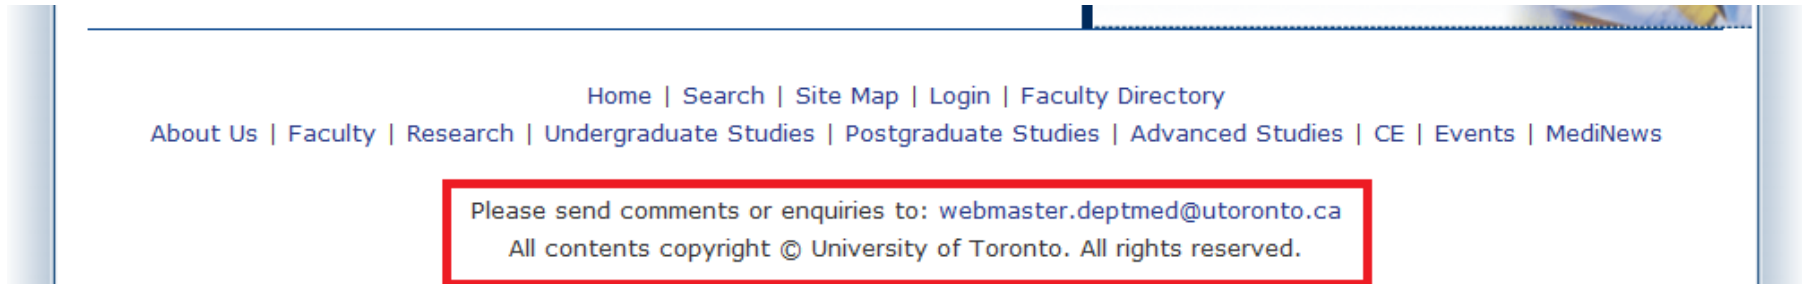 Home | Search | Site Map | Login | Faculty Directory
About Us | Faculty | Research | Undergraduate Studies | Postgraduate Studies | Advanced Studies | CE | Events | MediNews
Please send comments or enquiries to: webmaster.deptmed@utoronto.ca
All contents copyright © University of Toronto. All rights reserved.